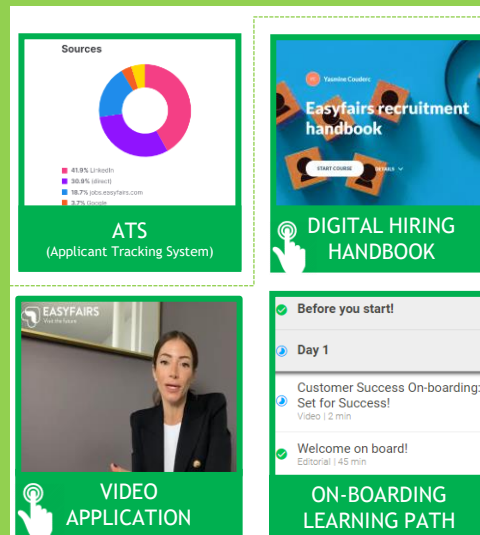 Sources
41.9% LinkedIn
30.9% (direct)
18.7% jobs.easyfairs.com
3.7% Google
ATS
(Applicant Tracking System)
Yasmine Couderc
Easyfairs recruitment
handbook
START COURSE
DETAILS
DIGITAL HIRING
HANDBOOK
EASYFAIRS
Visit the future
VIDEO
APPLICATION
Before you start!
Day 1
Customer Success On-boarding:
Set for Success!
Video | 2 min
Welcome on board!
Editorial | 45 min
ON-BOARDING
LEARNING PATH